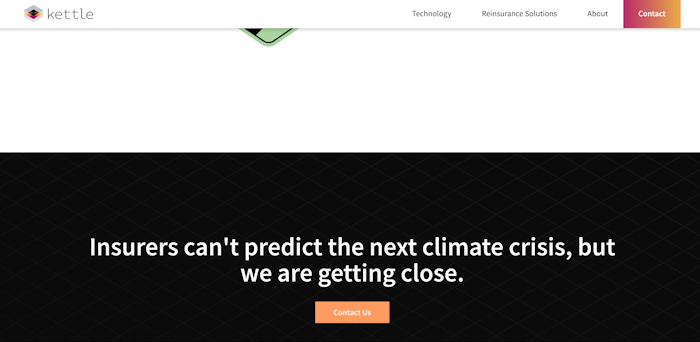 kettle
Technology
Reinsurance Solutions
About
Contact
Insurers can't predict the next climate crisis, but
we are getting close.
Contact Us